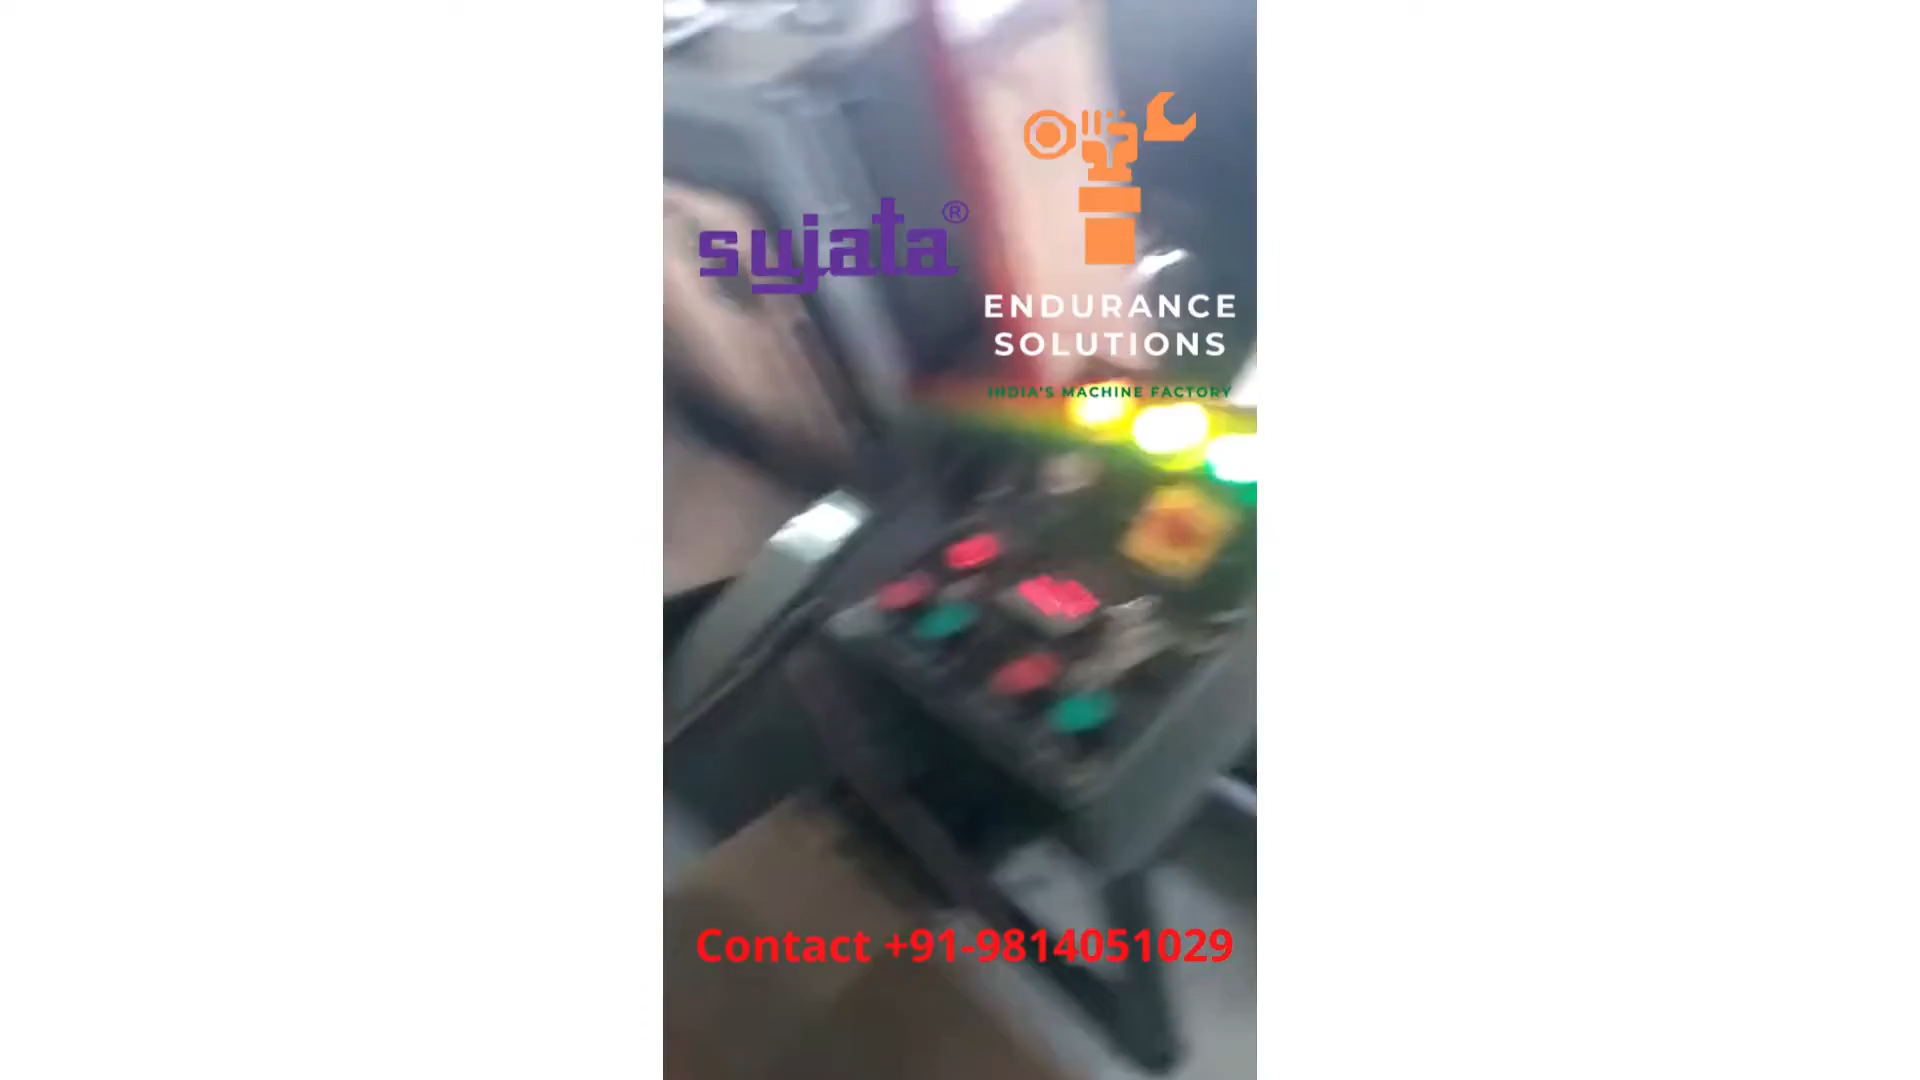 sujata®
ENDURANCE
SOLUTIONS
INDIA'S MACHINE FACTORY
Contact +91-9814051029